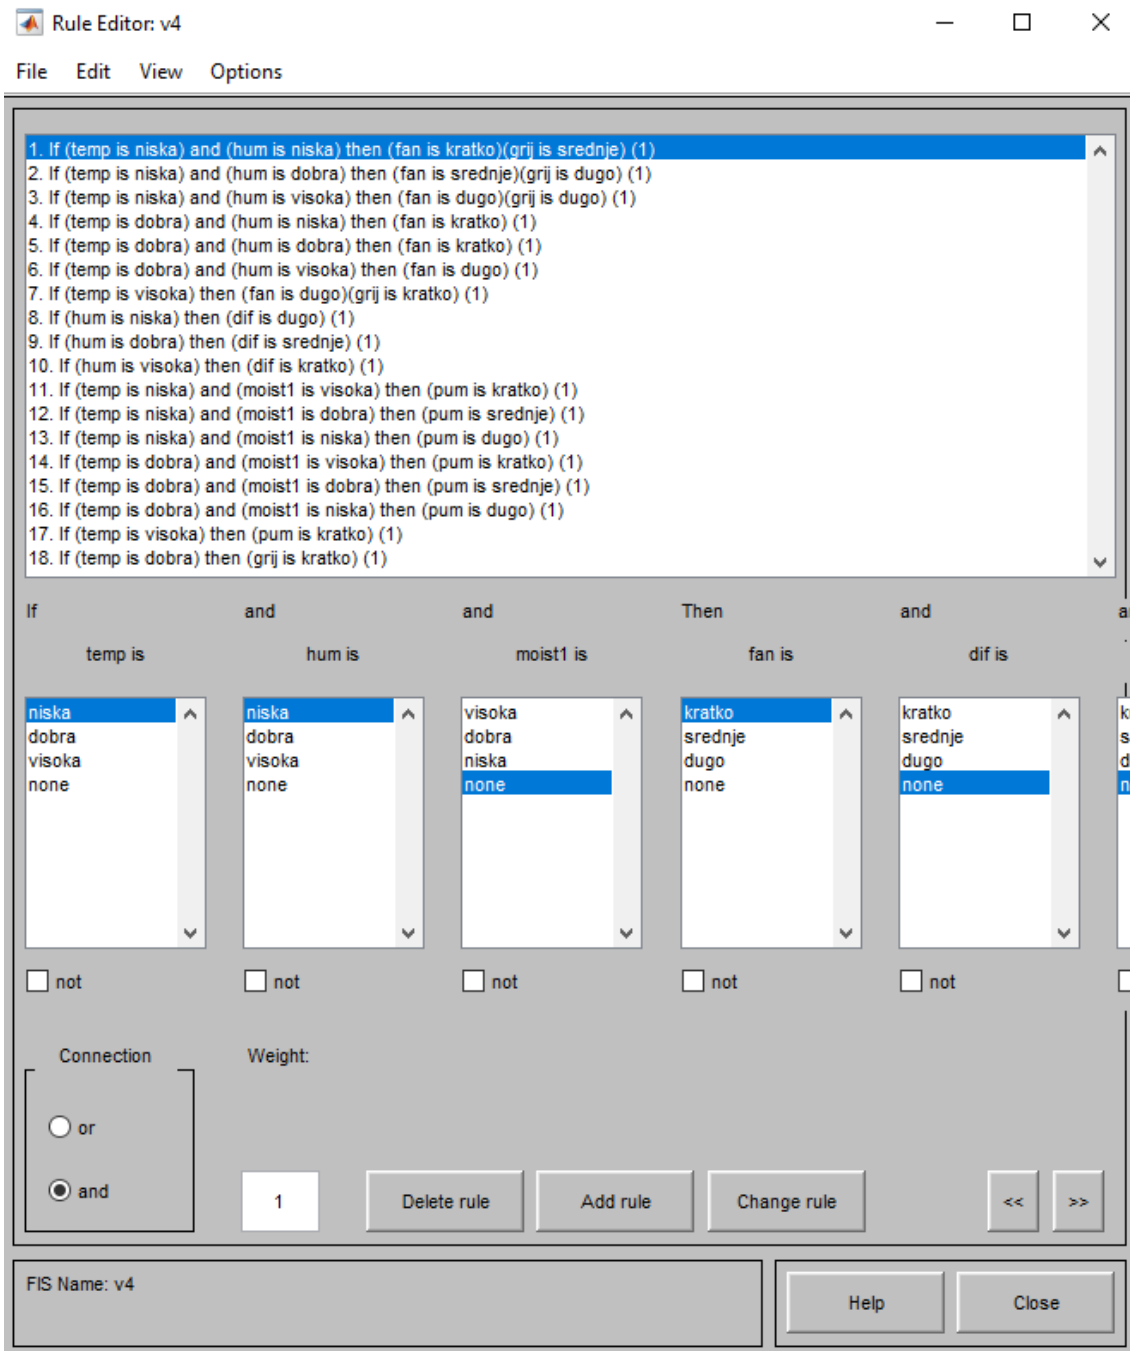 Rule Editor: v4
File Edit View Options
1. If (temp is niska) and (hum is niska) then (fan is kratko)(grij is srednje) (1)
2. If (temp is niska) and (hum is dobra) then (fan is srednje)(grij is dugo) (1)
3. If (temp is niska) and (hum is visoka) then (fan is dugo)(grij is dugo) (1)
4. If (temp is dobra) and (hum is niska) then (fan is kratko) (1)
5. If (temp is dobra) and (hum is dobra) then (fan is kratko) (1)
6. If (temp is dobra) and (hum is visoka) then (fan is dugo) (1)
7. If (temp is visoka) then (fan is dugo)(grij is kratko) (1)
8. If (hum is niska) then (dif is dugo) (1)
9. If (hum is dobra) then (dif is srednje) (1)
10. If (hum is visoka) then (dif is kratko) (1)
11. If (temp is niska) and (moist1 is visoka) then (pum is kratko) (1)
12. If (temp is niska) and (moist1 is dobra) then (pum is srednje) (1)
13. If (temp is niska) and (moist1 is niska) then (pum is dugo) (1)
14. If (temp is dobra) and (moist1 is visoka) then (pum is kratko) (1)
15. If (temp is dobra) and (moist1 is dobra) then (pum is srednje) (1)
16. If (temp is dobra) and (moist1 is niska) then (pum is dugo) (1)
17. If (temp is visoka) then (pum is kratko) (1)
18. If (temp is dobra) then (grij is kratko) (1)
If and and Then and
temp is hum is moist1 is fan is dif is
niska niska visoka kratko kratko
dobra dobra dobra srednje srednje
visoka visoka niska dugo dugo
none none none none none
not not not not not
Connection Weight:
or
and 1 Delete rule Add rule Change rule << >>
FIS Name: v4
Help Close